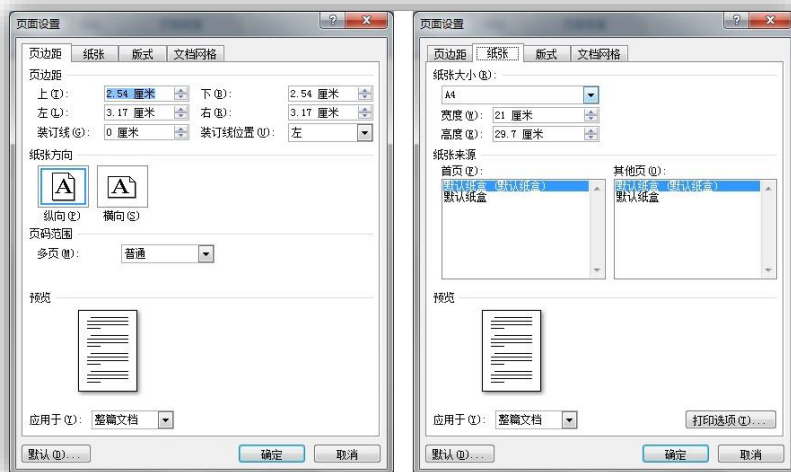 页面设置
页边距 纸张 版式 文档网格
页边距
上(T): 2.54 厘米 下(B): 2.54 厘米
左(L): 3.17 厘米 右(R): 3.17 厘米
装订线(G): 0 厘米 装订线位置(U): 左
纸张方向
A A
纵向(P) 横向(S)
页码范围
多页(M): 普通
预览
应用于(Y): 整篇文档
默认(D)... 确定 取消
页面设置
页边距 纸张 版式 文档网格
纸张大小(R):
A4
宽度(W): 21 厘米
高度(E): 29.7 厘米
纸张来源
首页(F): 其他页(O):
默认纸盒 (默认纸盒) 默认纸盒 (默认纸盒)
默认纸盒 默认纸盒
预览
应用于(Y): 整篇文档 打印选项(T)...
默认(D)... 确定 取消